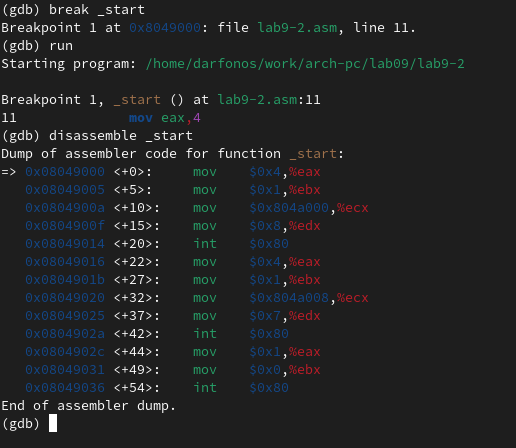 (gdb) break _start
Breakpoint 1 at 0x8049000: file lab9-2.asm, line 11.
(gdb) run
Starting program: /home/darfonos/work/arch-pc/lab09/lab9-2
Breakpoint 1, _start () at lab9-2.asm:11
11              mov eax,4
(gdb) disassemble _start
Dump of assembler code for function _start:
=> 0x08049000 <+0>:     mov    $0x4,%eax
   0x08049005 <+5>:     mov    $0x1,%ebx
   0x0804900a <+10>:    mov    $0x804a000,%ecx
   0x0804900f <+15>:    mov    $0x8,%edx
   0x08049014 <+20>:    int    $0x80
   0x08049016 <+22>:    mov    $0x4,%eax
   0x0804901b <+27>:    mov    $0x1,%ebx
   0x08049020 <+32>:    mov    $0x804a008,%ecx
   0x08049025 <+37>:    mov    $0x7,%edx
   0x0804902a <+42>:    int    $0x80
   0x0804902c <+44>:    mov    $0x1,%eax
   0x08049031 <+49>:    mov    $0x0,%ebx
   0x08049036 <+54>:    int    $0x80
End of assembler dump.
(gdb)